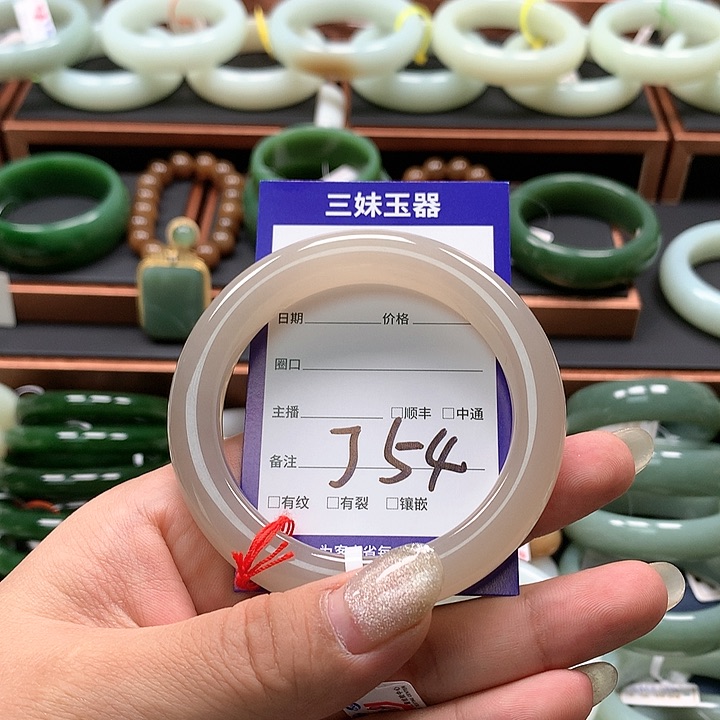 三妹玉器
日期 价格
圈口
主播 □顺丰 □中通
备注 J54
□有纹 □有裂 □镶嵌